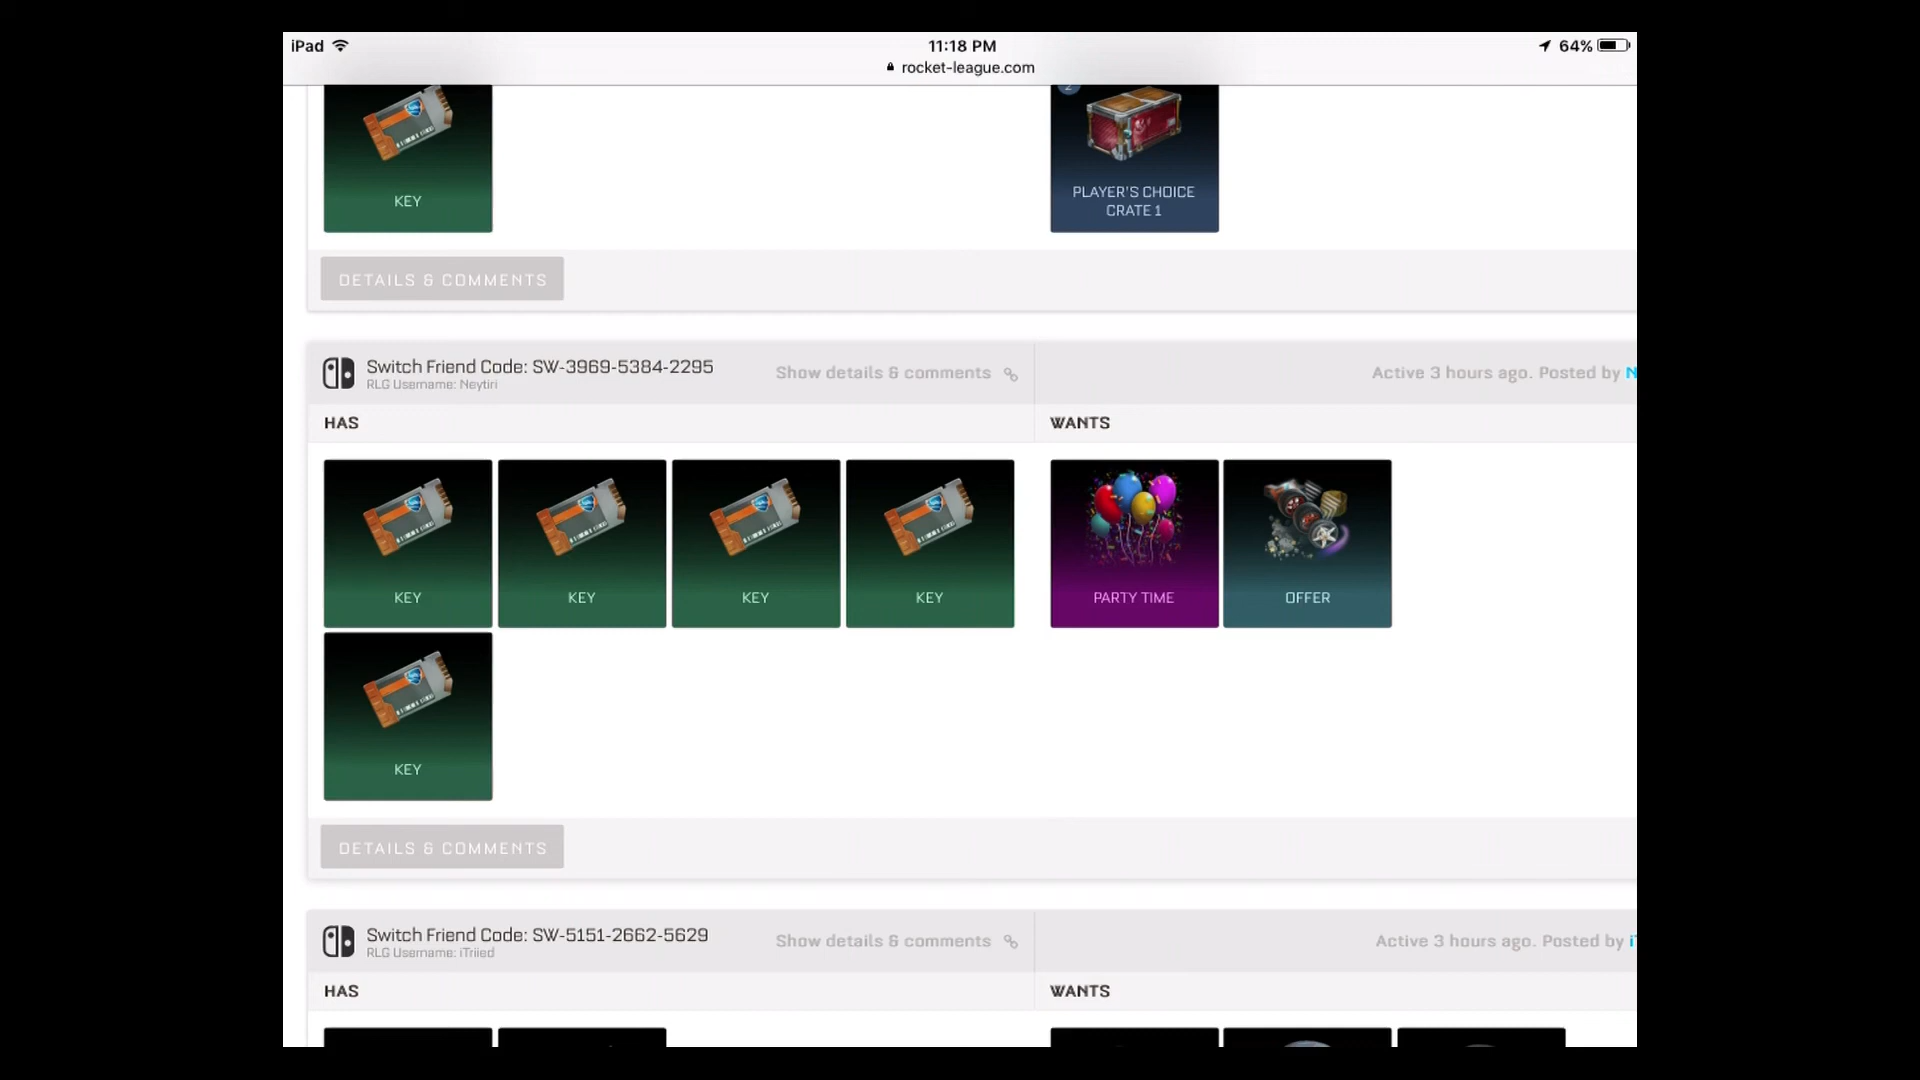 iPad 11:18 PM 64%
rocket-league.com
2
KEY
PLAYER'S CHOICE
CRATE 1
DETAILS & COMMENTS
Switch Friend Code: SW-3969-5384-2295
RLG Username: Neytiri
Show details & comments
Active 3 hours ago. Posted by N
HAS
WANTS
KEY KEY KEY KEY PARTY TIME OFFER
KEY
DETAILS & COMMENTS
Switch Friend Code: SW-5151-2662-5629
RLG Username: iTriied
Show details & comments
Active 3 hours ago. Posted by iT
HAS
WANTS